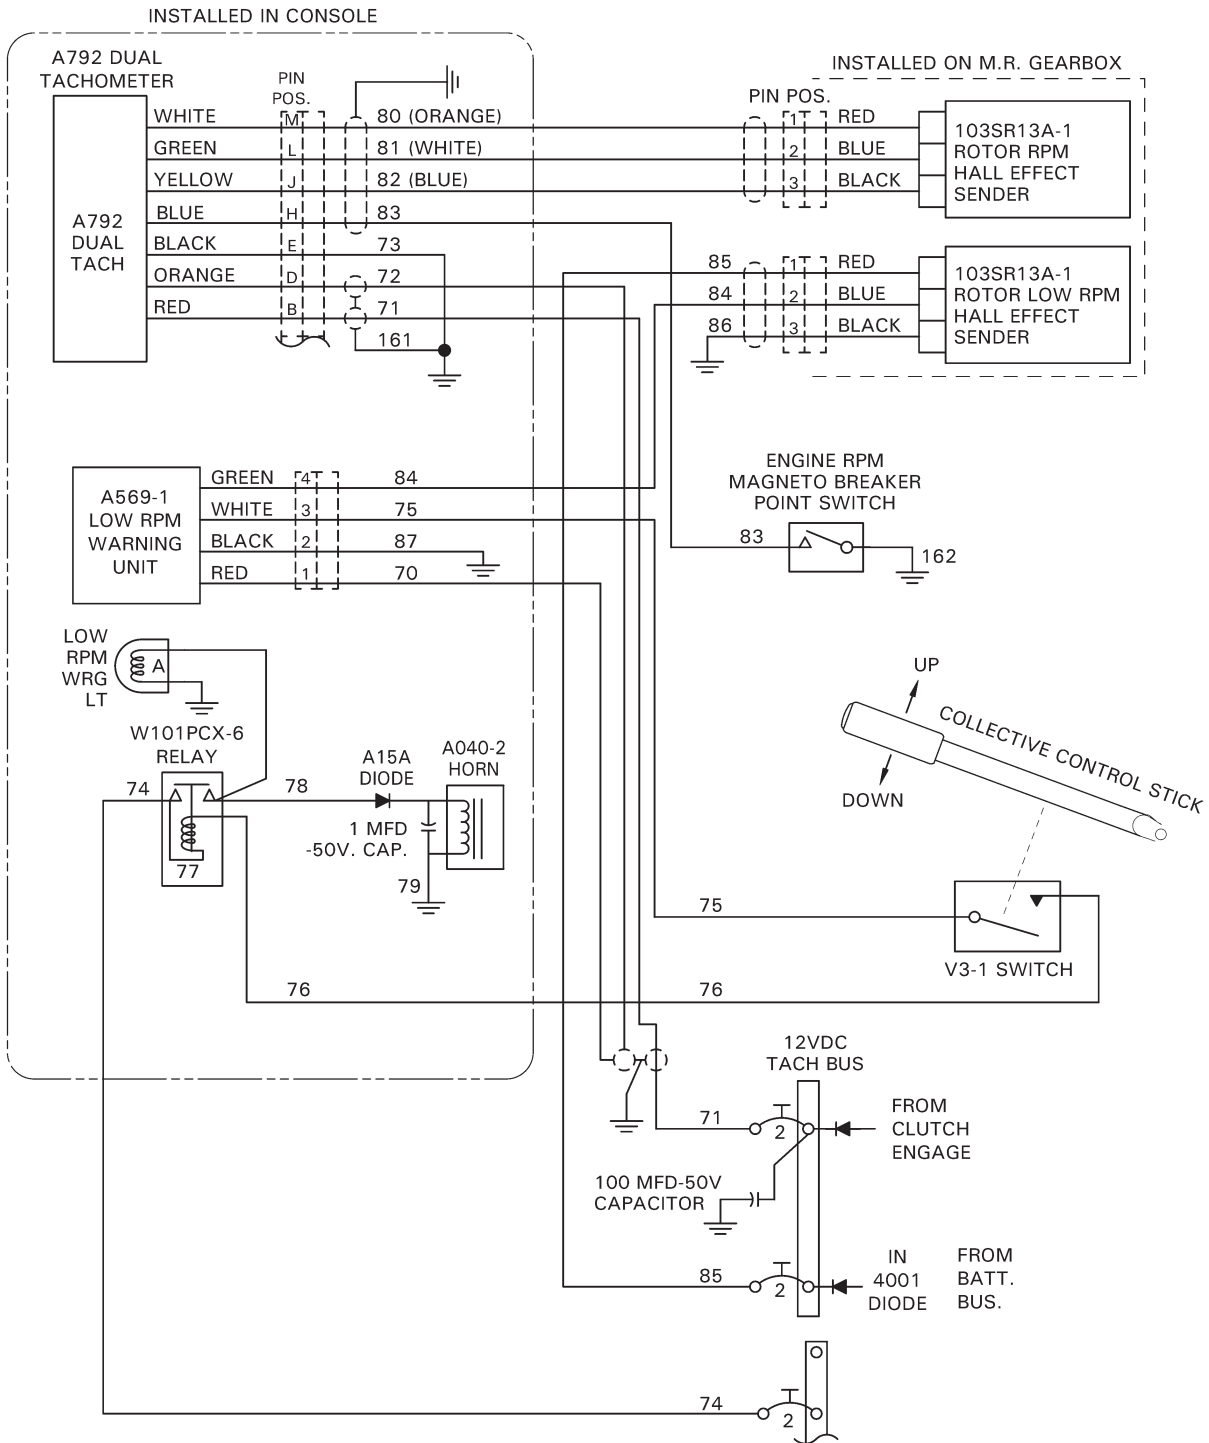 INSTALLED IN CONSOLE
A792 DUAL
TACHOMETER
PIN
POS.
INSTALLED ON M.R. GEARBOX
PIN POS.
WHITE
M
80 (ORANGE)
1
RED
GREEN
L
81 (WHITE)
2
BLUE
YELLOW
J
82 (BLUE)
3
BLACK
BLUE
H
83
BLACK
E
73
ORANGE
D
72
RED
B
71
161
A792
DUAL
TACH
103SR13A-1
ROTOR RPM
HALL EFFECT
SENDER
85
1
RED
84
2
BLUE
86
3
BLACK
103SR13A-1
ROTOR LOW RPM
HALL EFFECT
SENDER
A569-1
LOW RPM
WARNING
UNIT
GREEN
4
84
WHITE
3
75
BLACK
2
87
RED
1
70
ENGINE RPM
MAGNETO BREAKER
POINT SWITCH
83
162
LOW
RPM
WRG
LT
A
W101PCX-6
RELAY
74
77
78
A15A
DIODE
A040-2
HORN
1 MFD
-50V. CAP.
79
UP
COLLECTIVE CONTROL STICK
DOWN
75
V3-1 SWITCH
76
76
12VDC
TACH BUS
71
2
FROM
CLUTCH
ENGAGE
100 MFD-50V
CAPACITOR
85
2
IN
4001
DIODE
FROM
BATT.
BUS.
74
2